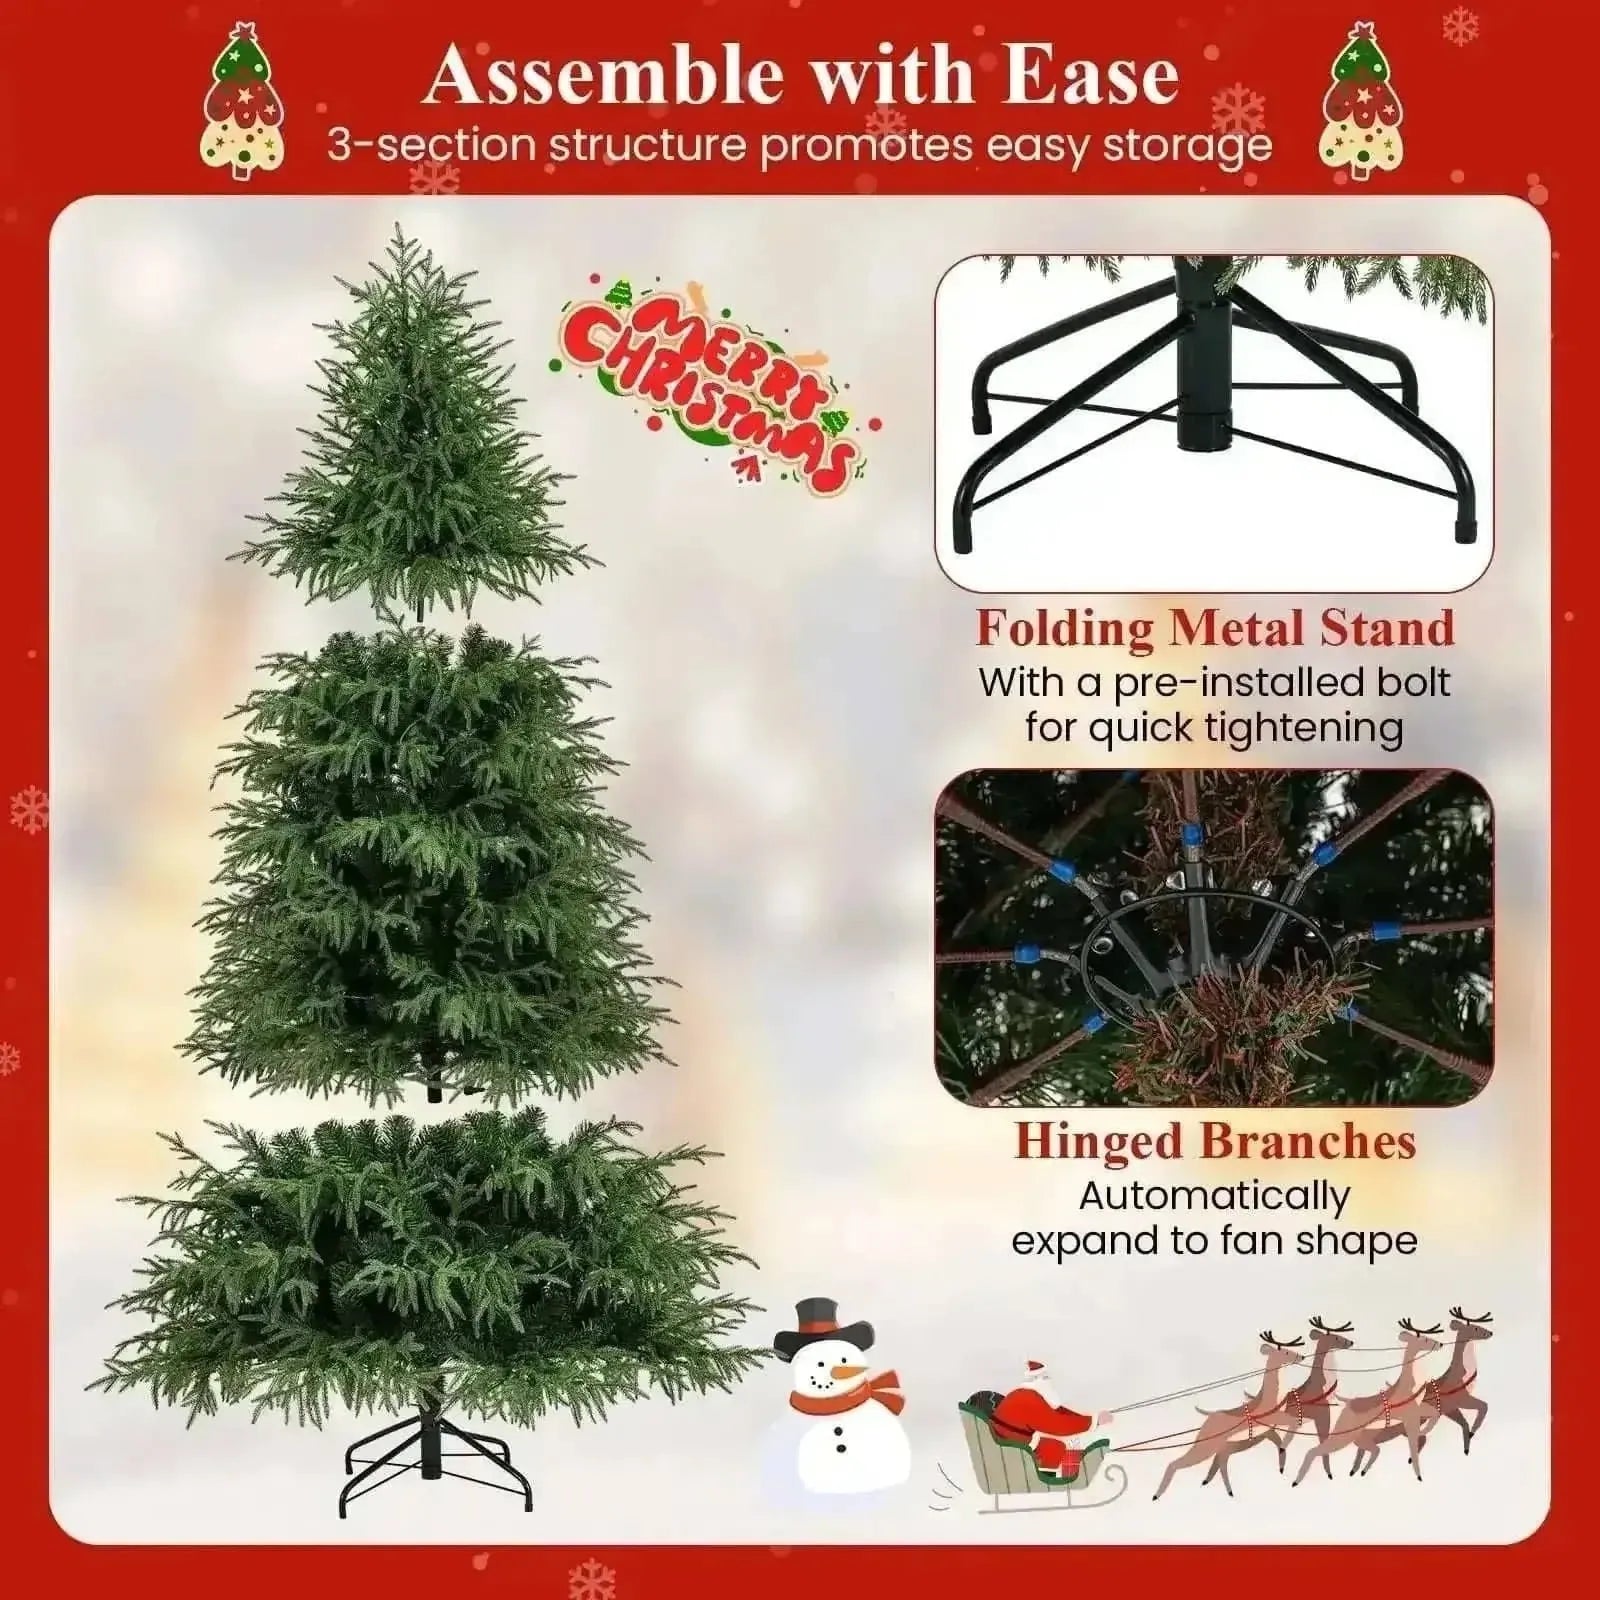 Assemble with Ease
3-section structure promotes easy storage
MERRY
CHRISTMAS
Folding Metal Stand
With a pre-installed bolt
for quick tightening
Hinged Branches
Automatically
expand to fan shape